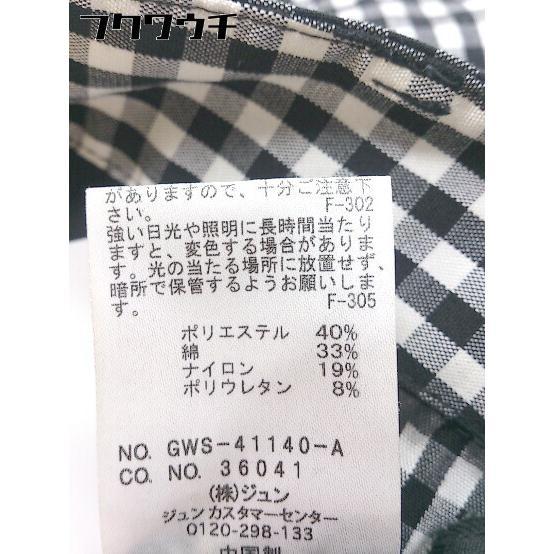 フクウウチ
がありますので、十分ご注意下
さい。
F-302
強い日光や照明に長時間当たり
ますと、変色する場合がありま
す。光の当たる場所に放置せず、
暗所で保管するようお願いしま
す。
F-305
ポリエステル 40%
綿 33%
ナイロン 19%
ポリウレタン 8%
NO. GWS-41140-A
CO. NO. 36041
(株)ジュン
ジュンカスタマーセンター
0120-298-133
中国製